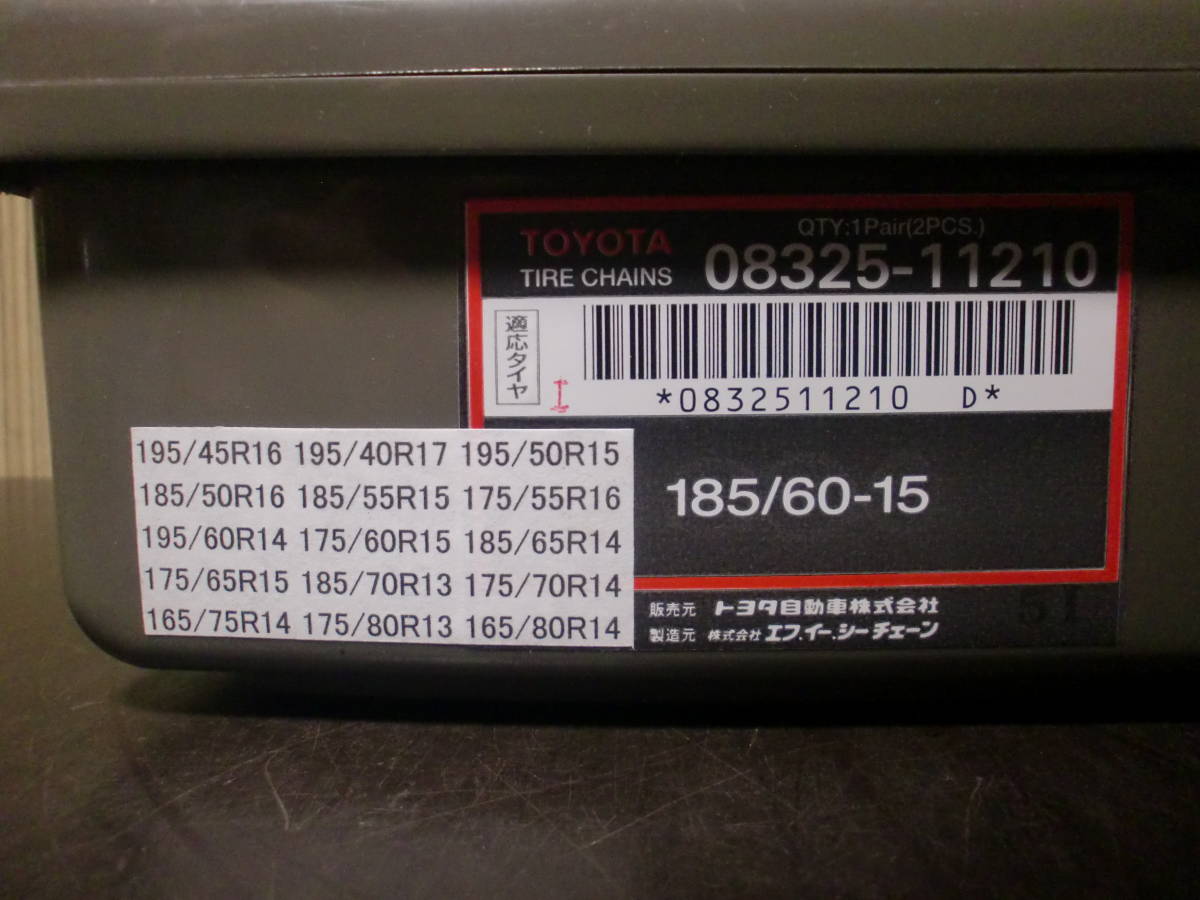 QTY:1Pair(2PCS.)
TOYOTA
TIRE CHAINS 08325-11210
適応タイヤ
I
*0832511210 D*
195/45R16 195/40R17 195/50R15
185/50R16 185/55R15 175/55R16
195/60R14 175/60R15 185/65R14
175/65R15 185/70R13 175/70R14
165/75R14 175/80R13 165/80R14
185/60-15
販売元 トヨタ自動車株式会社
製造元 株式会社 エフ.イー.シーチェーン
51